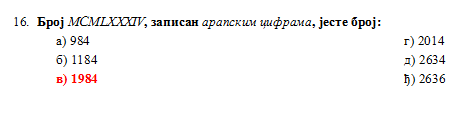 16. Број MCMLXXXIV, записан арапским цифрама, јесте број:
а) 984 г) 2014
б) 1184 д) 2634
в) 1984 ђ) 2636